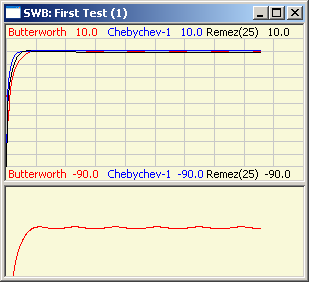 SWB: First Test (1)
Butterworth 10.0 Chebychev-1 10.0 Remez(25) 10.0
Butterworth -90.0 Chebychev-1 -90.0 Remez(25) -90.0